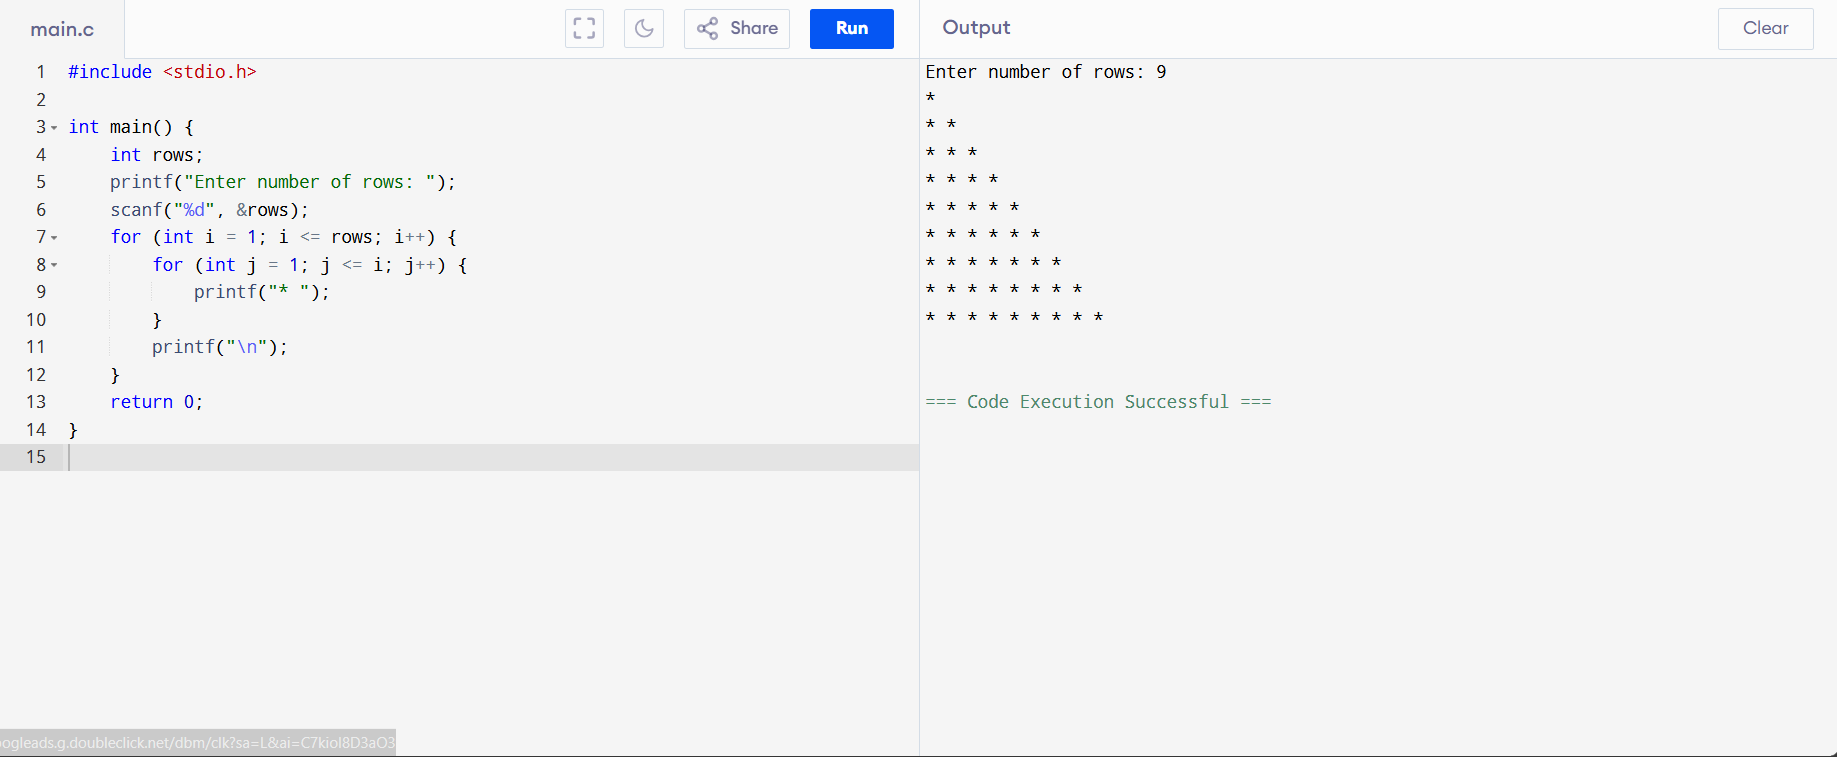 main.c
Share
Run
Output
Clear
1 #include <stdio.h>
2
3 int main() {
4     int rows;
5     printf("Enter number of rows: ");
6     scanf("%d", &rows);
7     for (int i = 1; i <= rows; i++) {
8         for (int j = 1; j <= i; j++) {
9             printf("* ");
10         }
11         printf("\n");
12     }
13     return 0;
14 }
15
Enter number of rows: 9
*
* *
* * *
* * * *
* * * * *
* * * * * *
* * * * * * *
* * * * * * * *
* * * * * * * * *
=== Code Execution Successful ===
ogleads.g.doubleclick.net/dbm/clk?sa=L&ai=C7kiol8D3aO3